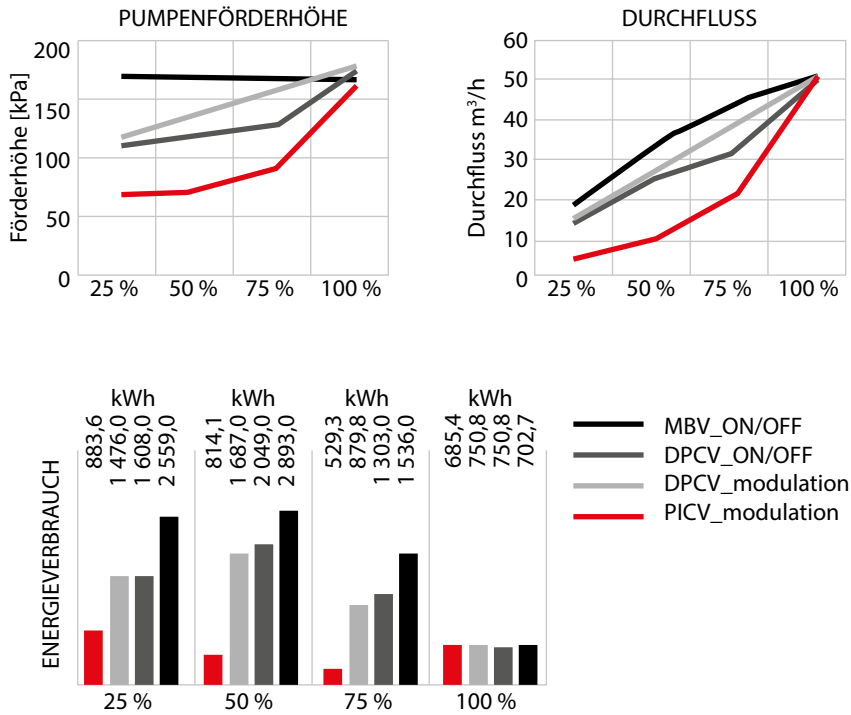 PUMPENFÖRDERHÖHE
Förderhöhe [kPa]
200
150
100
50
0
25 % 50 % 75 % 100 %
DURCHFLUSS
Durchfluss m³/h
60
50
40
30
20
10
0
25 % 50 % 75 % 100 %
ENERGIEVERBRAUCH
kWh
883,6
1 476,0
1 608,0
2 559,0
25 %
kWh
814,1
1 687,0
2 049,0
2 893,0
50 %
kWh
529,3
879,8
1 303,0
1 536,0
75 %
kWh
685,4
750,8
750,8
702,7
100 %
MBV_ON/OFF
DPCV_ON/OFF
DPCV_modulation
PICV_modulation